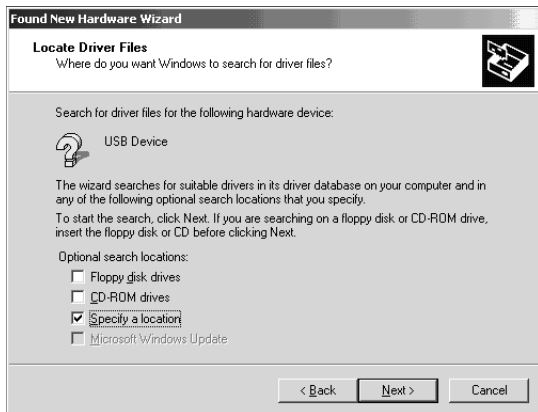 Found New Hardware Wizard
Locate Driver Files
Where do you want Windows to search for driver files?
Search for driver files for the following hardware device:
USB Device
The wizard searches for suitable drivers in its driver database on your computer and in
any of the following optional search locations that you specify.
To start the search, click Next. If you are searching on a floppy disk or CD-ROM drive,
insert the floppy disk or CD before clicking Next.
Optional search locations:
Floppy disk drives
CD-ROM drives
Specify a location
Microsoft Windows Update
< Back Next > Cancel